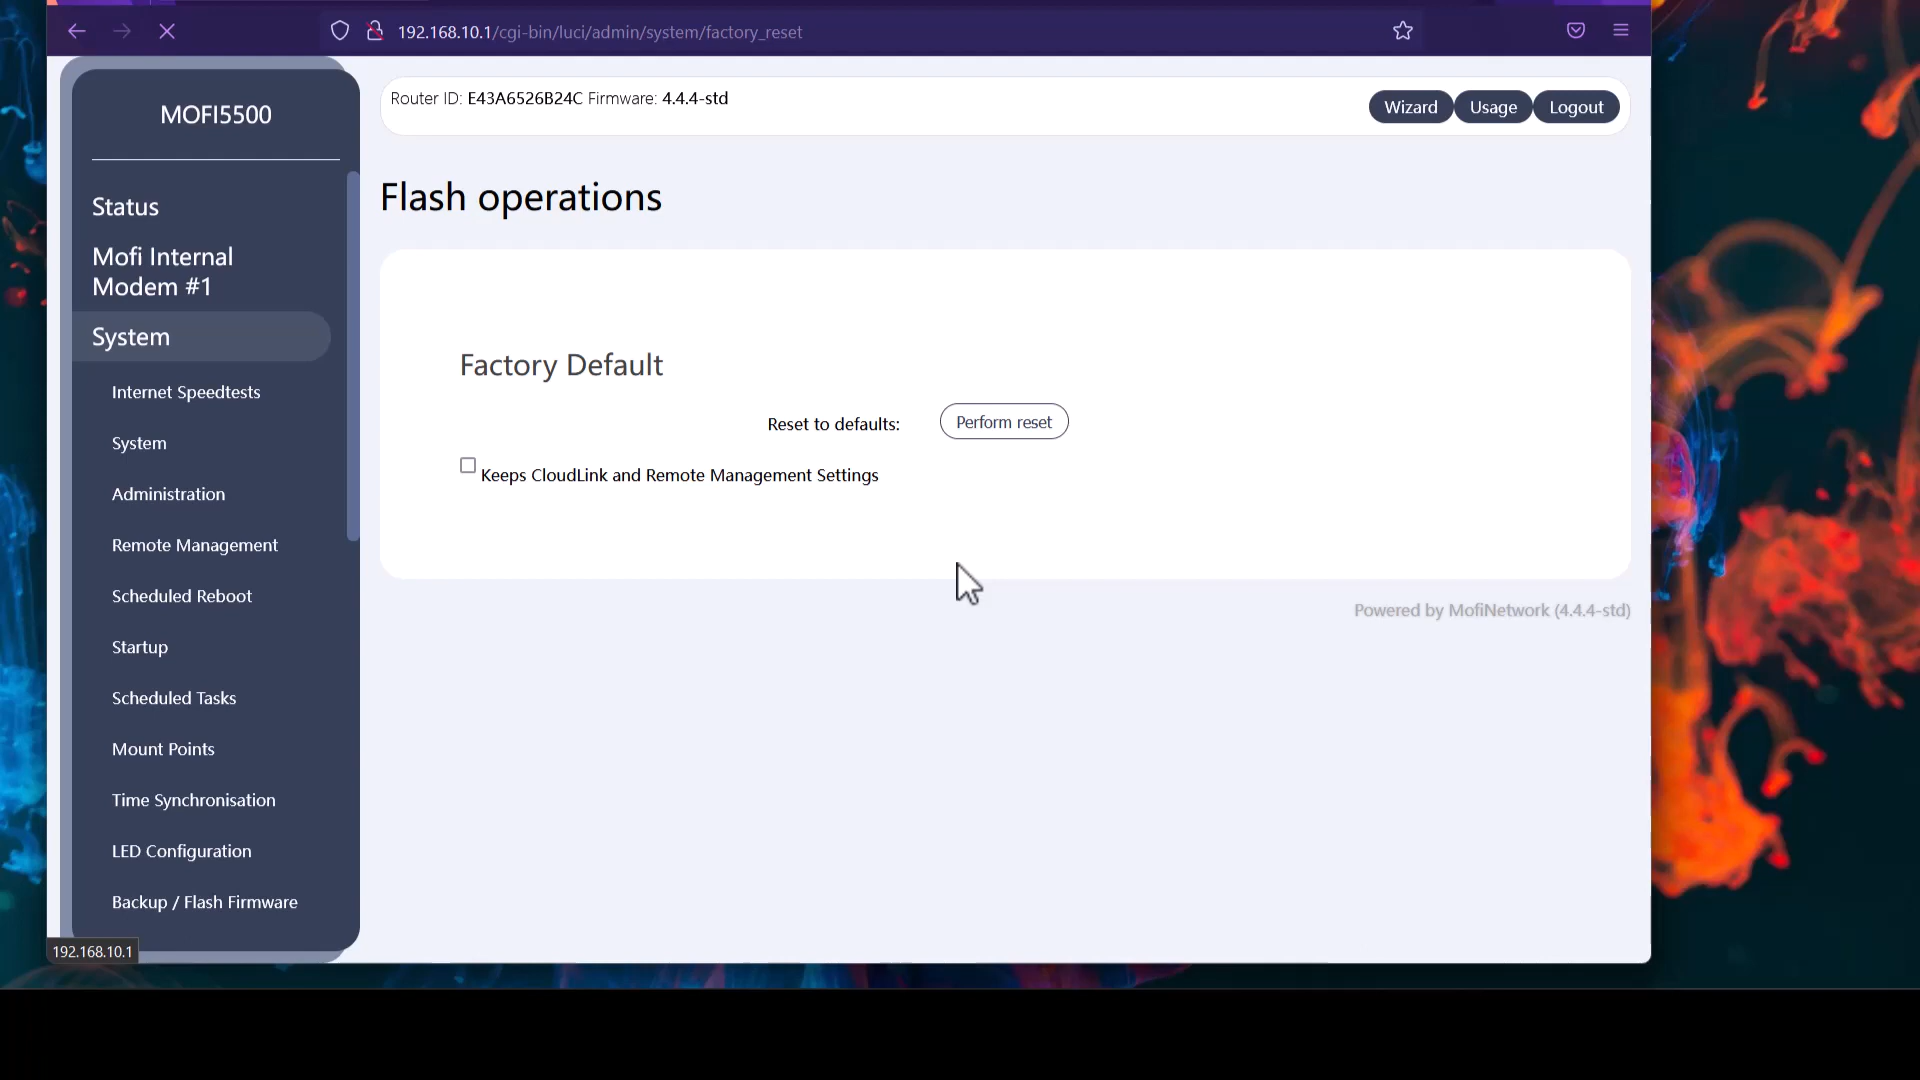 192.168.10.1/cgi-bin/luci/admin/system/factory_reset
MOFI5500
Router ID: E43A6526B24C Firmware: 4.4.4-std
Wizard
Usage
Logout
Status
Mofi Internal
Modem #1
System
Internet Speedtests
System
Administration
Remote Management
Scheduled Reboot
Startup
Scheduled Tasks
Mount Points
Time Synchronisation
LED Configuration
Backup / Flash Firmware
Flash operations
Factory Default
Reset to defaults:
Perform reset
Keeps CloudLink and Remote Management Settings
Powered by MofiNetwork (4.4.4-std)
192.168.10.1